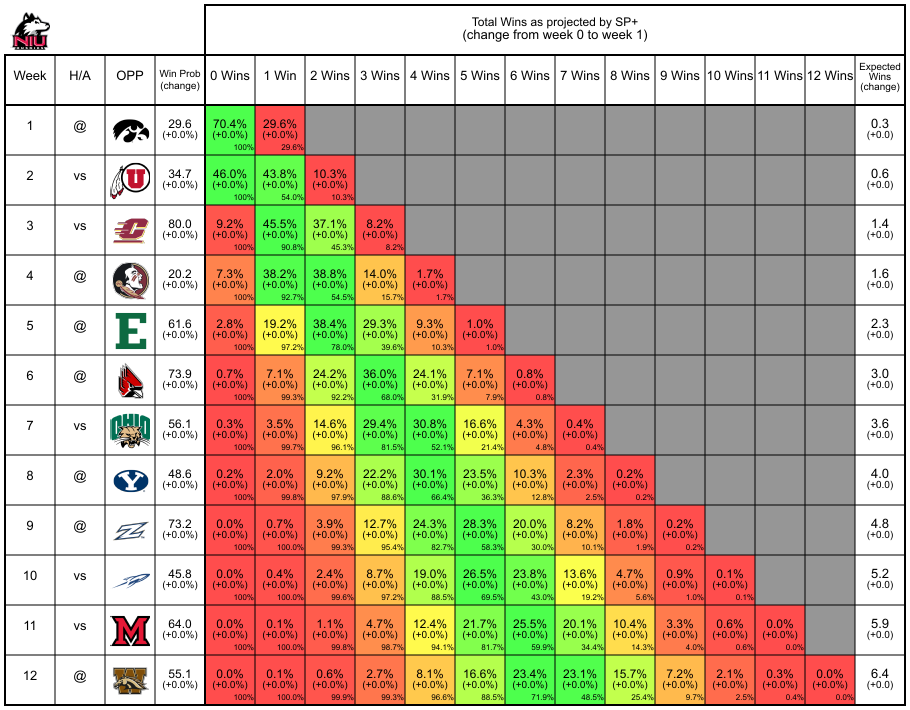 NIU
Total Wins as projected by SP+
(change from week 0 to week 1)
Week H/A OPP Win Prob (change) 0 Wins 1 Win 2 Wins 3 Wins 4 Wins 5 Wins 6 Wins 7 Wins 8 Wins 9 Wins 10 Wins 11 Wins 12 Wins Expected Wins (change)
1 @ 29.6 70.4% 29.6% 0.3
(+0.0%) (+0.0%) (+0.0%) (+0.0)
100% 29.6%
2 vs U 34.7 46.0% 43.8% 10.3% 0.6
(+0.0%) (+0.0%) (+0.0%) (+0.0%) (+0.0)
100% 54.0% 10.3%
3 vs C 80.0 9.2% 45.5% 37.1% 8.2% 1.4
(+0.0%) (+0.0%) (+0.0%) (+0.0%) (+0.0%) (+0.0)
100% 90.8% 45.3% 8.2%
4 @ 20.2 7.3% 38.2% 38.8% 14.0% 1.7% 1.6
(+0.0%) (+0.0%) (+0.0%) (+0.0%) (+0.0%) (+0.0%) (+0.0)
100% 92.7% 54.5% 15.7% 1.7%
5 @ E 61.6 2.8% 19.2% 38.4% 29.3% 9.3% 1.0% 2.3
(+0.0%) (+0.0%) (+0.0%) (+0.0%) (+0.0%) (+0.0%) (+0.0%) (+0.0)
100% 97.2% 78.0% 39.6% 10.3% 1.0%
6 @ 73.9 0.7% 7.1% 24.2% 36.0% 24.1% 7.1% 0.8% 3.0
(+0.0%) (+0.0%) (+0.0%) (+0.0%) (+0.0%) (+0.0%) (+0.0%) (+0.0%) (+0.0)
100% 99.3% 92.2% 68.0% 31.9% 7.9% 0.8%
7 vs OHIO 56.1 0.3% 3.5% 14.6% 29.4% 30.8% 16.6% 4.3% 0.4% 3.6
(+0.0%) (+0.0%) (+0.0%) (+0.0%) (+0.0%) (+0.0%) (+0.0%) (+0.0%) (+0.0%) (+0.0)
100% 99.7% 96.1% 81.5% 52.1% 21.4% 4.8% 0.4%
8 @ Y 48.6 0.2% 2.0% 9.2% 22.2% 30.1% 23.5% 10.3% 2.3% 0.2% 4.0
(+0.0%) (+0.0%) (+0.0%) (+0.0%) (+0.0%) (+0.0%) (+0.0%) (+0.0%) (+0.0%) (+0.0%) (+0.0)
100% 99.8% 97.9% 88.6% 66.4% 36.3% 12.8% 2.5% 0.2%
9 @ Z 73.2 0.0% 0.7% 3.9% 12.7% 24.3% 28.3% 20.0% 8.2% 1.8% 0.2% 4.8
(+0.0%) (+0.0%) (+0.0%) (+0.0%) (+0.0%) (+0.0%) (+0.0%) (+0.0%) (+0.0%) (+0.0%) (+0.0%) (+0.0)
100% 100.0% 99.3% 95.4% 82.7% 58.3% 30.0% 10.1% 1.9% 0.2%
10 vs 45.8 0.0% 0.4% 2.4% 8.7% 19.0% 26.5% 23.8% 13.6% 4.7% 0.9% 0.1% 5.2
(+0.0%) (+0.0%) (+0.0%) (+0.0%) (+0.0%) (+0.0%) (+0.0%) (+0.0%) (+0.0%) (+0.0%) (+0.0%) (+0.0%) (+0.0)
100% 100.0% 99.6% 97.2% 88.5% 69.5% 43.0% 19.2% 5.6% 1.0% 0.1%
11 vs M 64.0 0.0% 0.1% 1.1% 4.7% 12.4% 21.7% 25.5% 20.1% 10.4% 3.3% 0.6% 0.0% 5.9
(+0.0%) (+0.0%) (+0.0%) (+0.0%) (+0.0%) (+0.0%) (+0.0%) (+0.0%) (+0.0%) (+0.0%) (+0.0%) (+0.0%) (+0.0%) (+0.0)
100% 100.0% 99.8% 98.7% 94.1% 81.7% 59.9% 34.4% 14.3% 4.0% 0.6% 0.0%
12 @ W 55.1 0.0% 0.1% 0.6% 2.7% 8.1% 16.6% 23.4% 23.1% 15.7% 7.2% 2.1% 0.3% 0.0% 6.4
(+0.0%) (+0.0%) (+0.0%) (+0.0%) (+0.0%) (+0.0%) (+0.0%) (+0.0%) (+0.0%) (+0.0%) (+0.0%) (+0.0%) (+0.0%) (+0.0%) (+0.0)
100% 100.0% 99.9% 99.3% 96.6% 88.5% 71.9% 48.5% 25.4% 9.7% 2.5% 0.4% 0.0%